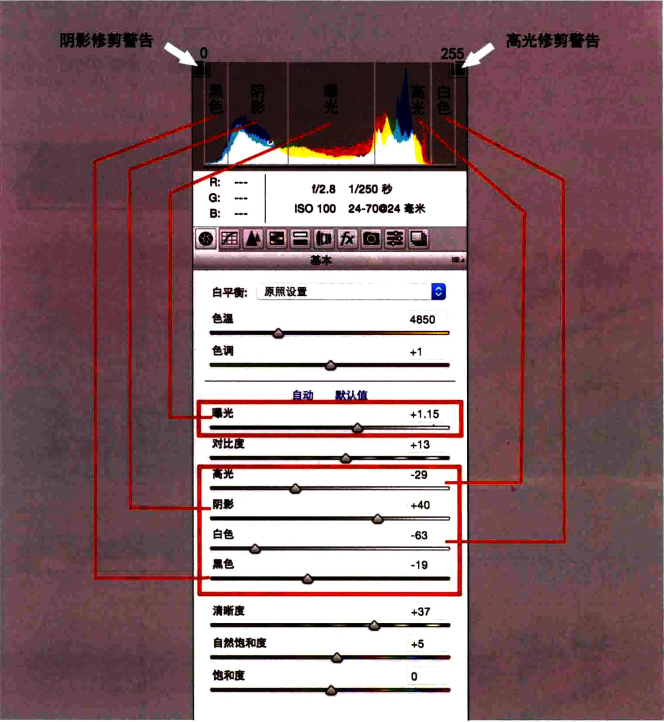 阴影修剪警告
高光修剪警告
0
255
黑色
阴影
曝光
高光
白色
R: ---
G: ---
B: ---
f/2.8 1/250 秒
ISO 100 24-70@24 毫米
fx
基本
白平衡: 原照设置
色温 4850
色调 +1
自动 默认值
曝光 +1.15
对比度 +13
高光 -29
阴影 +40
白色 -63
黑色 -19
清晰度 +37
自然饱和度 +5
饱和度 0